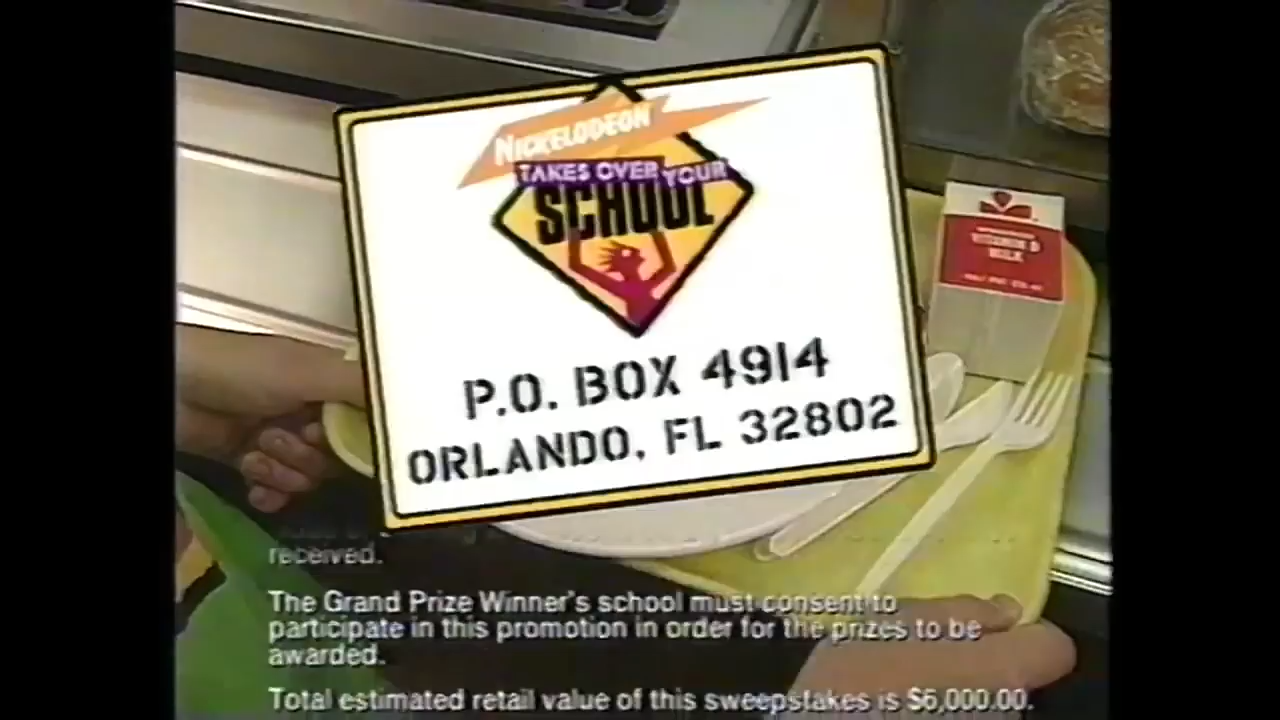 NICKELODEON
TAKES OVER YOUR
SCHOOL
P.O. BOX 4914
ORLANDO, FL 32802
VITAMIN D
MILK
received.
The Grand Prize Winner's school must consent to
participate in this promotion in order for the prizes to be
awarded.
Total estimated retail value of this sweepstakes is $6,000.00.